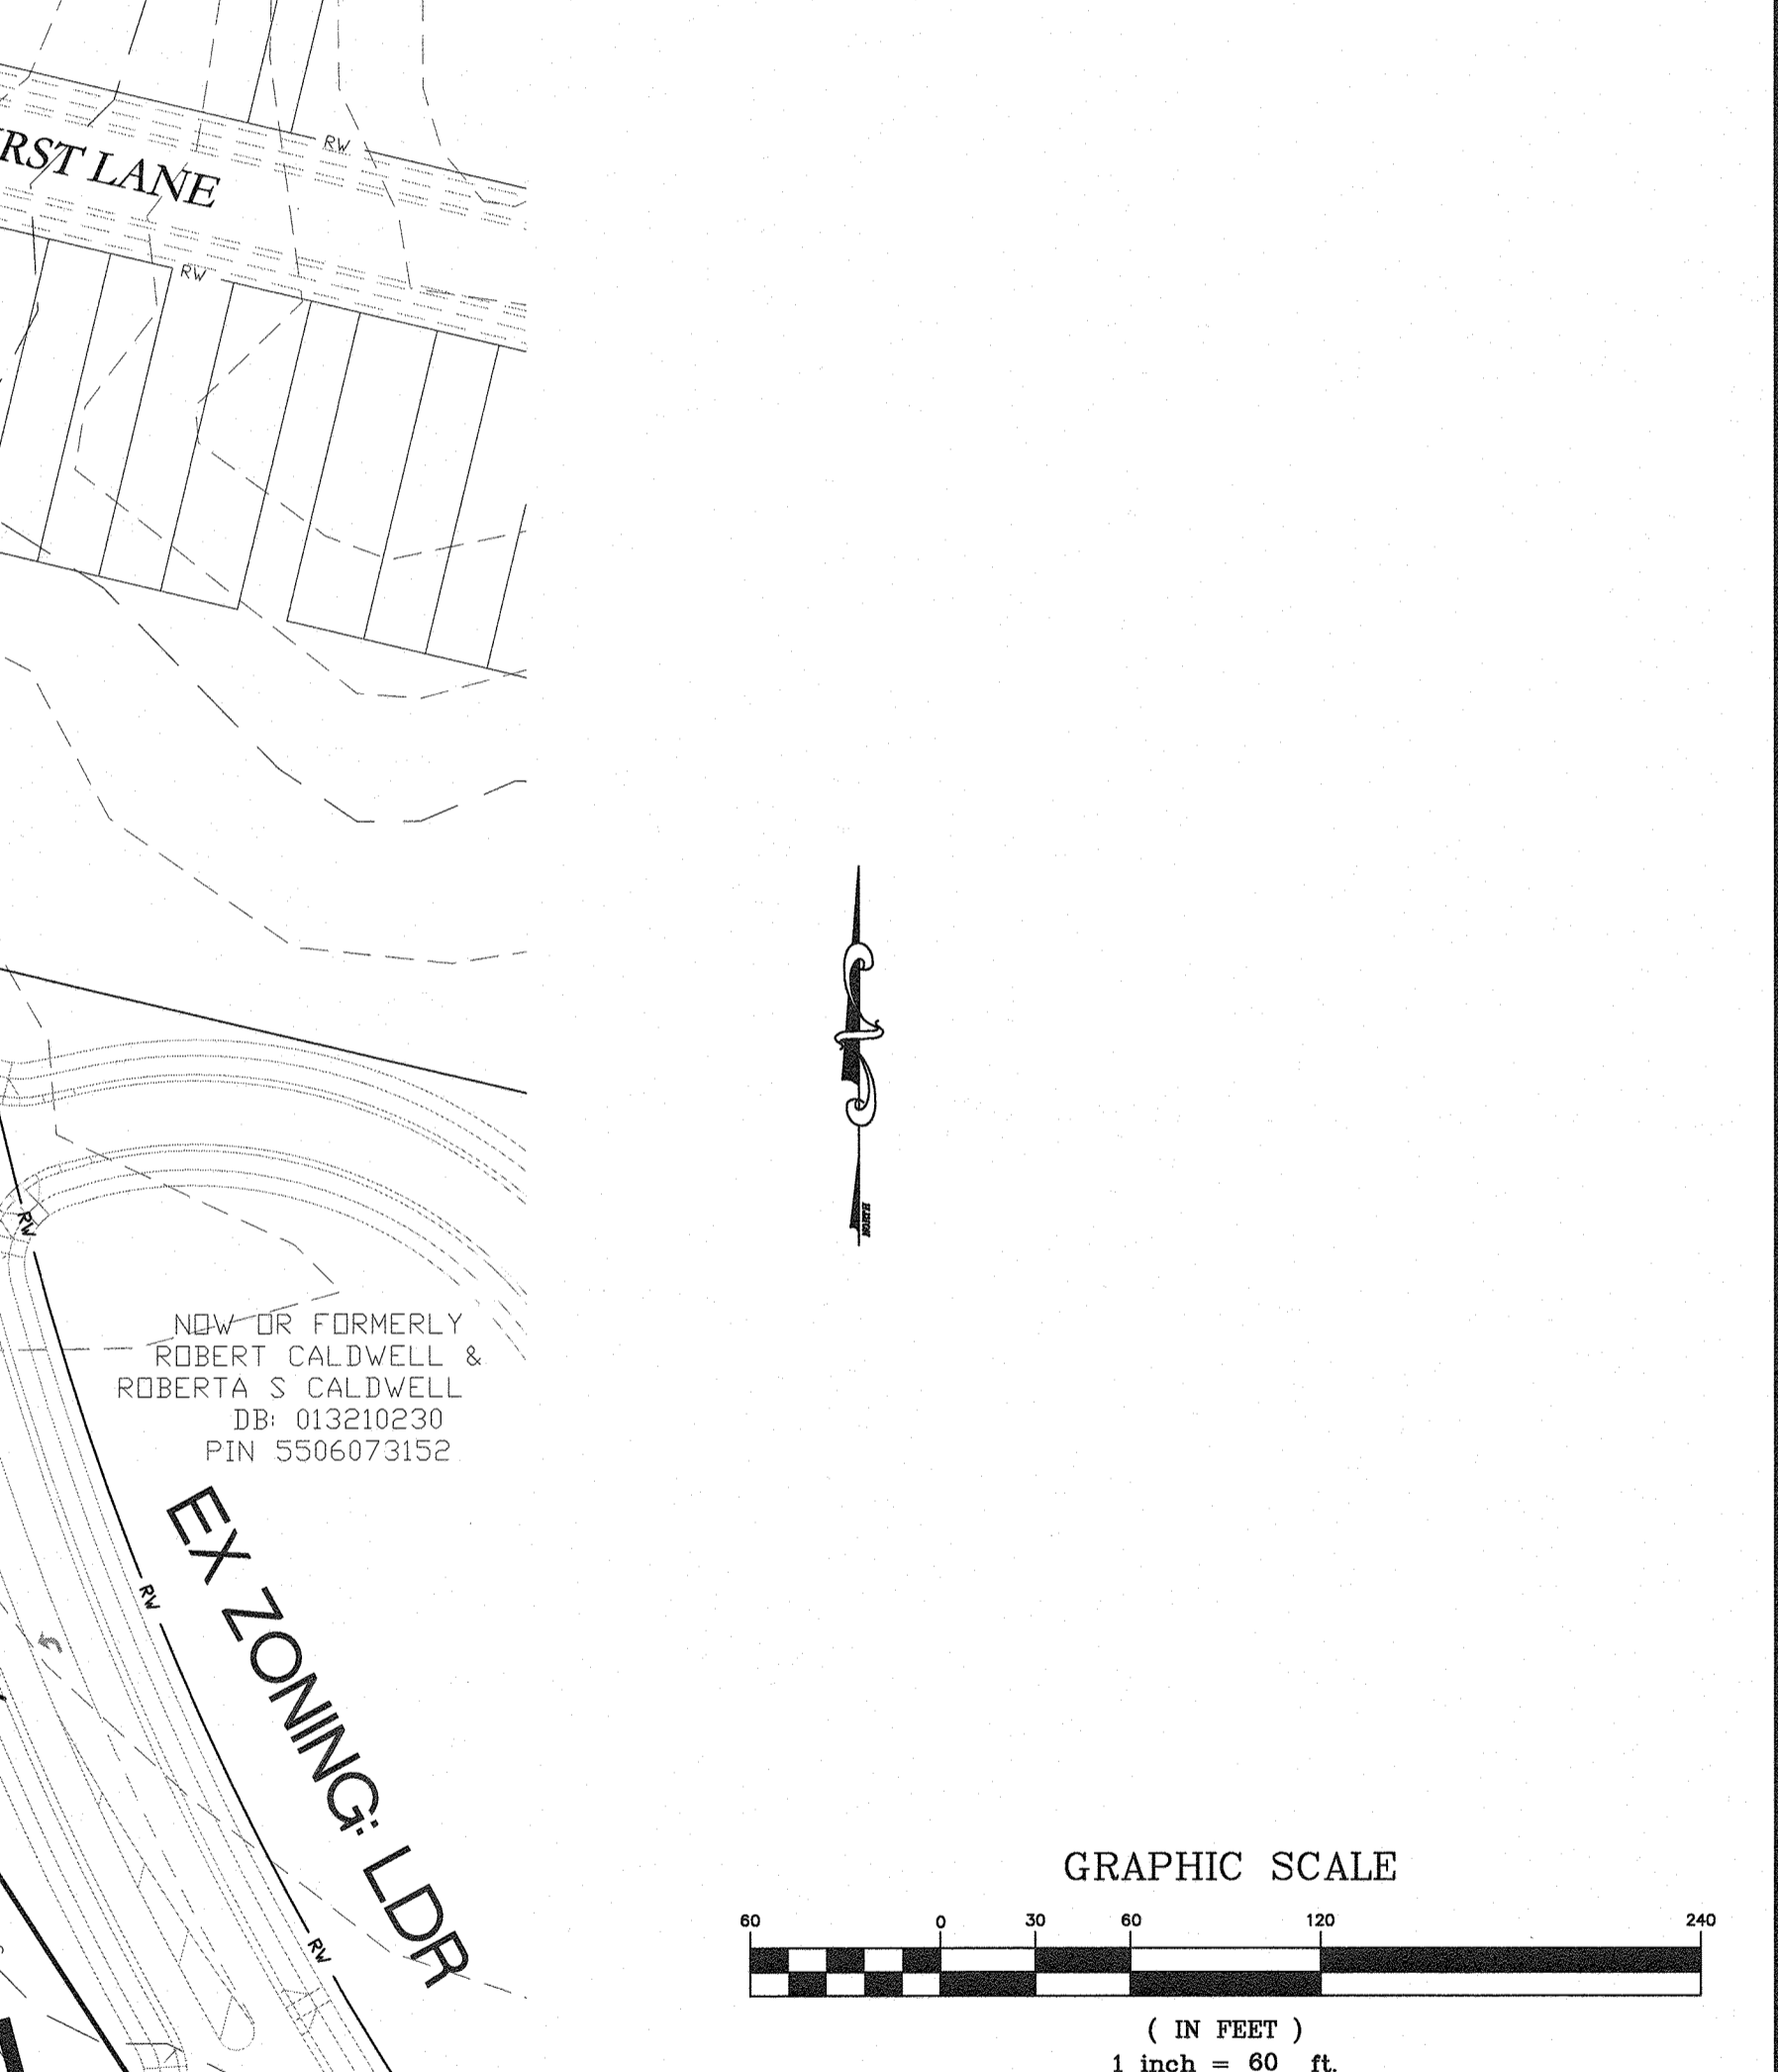 RW
RST LANE
RW
RW
NOW OR FORMERLY
ROBERT CALDWELL &
ROBERTA S CALDWELL
DB: 013210230
PIN 5506073152
EX ZONING: LDR
RW
RW
GRAPHIC SCALE
60 0 30 60 120 240
( IN FEET )
1 inch = 60 ft.